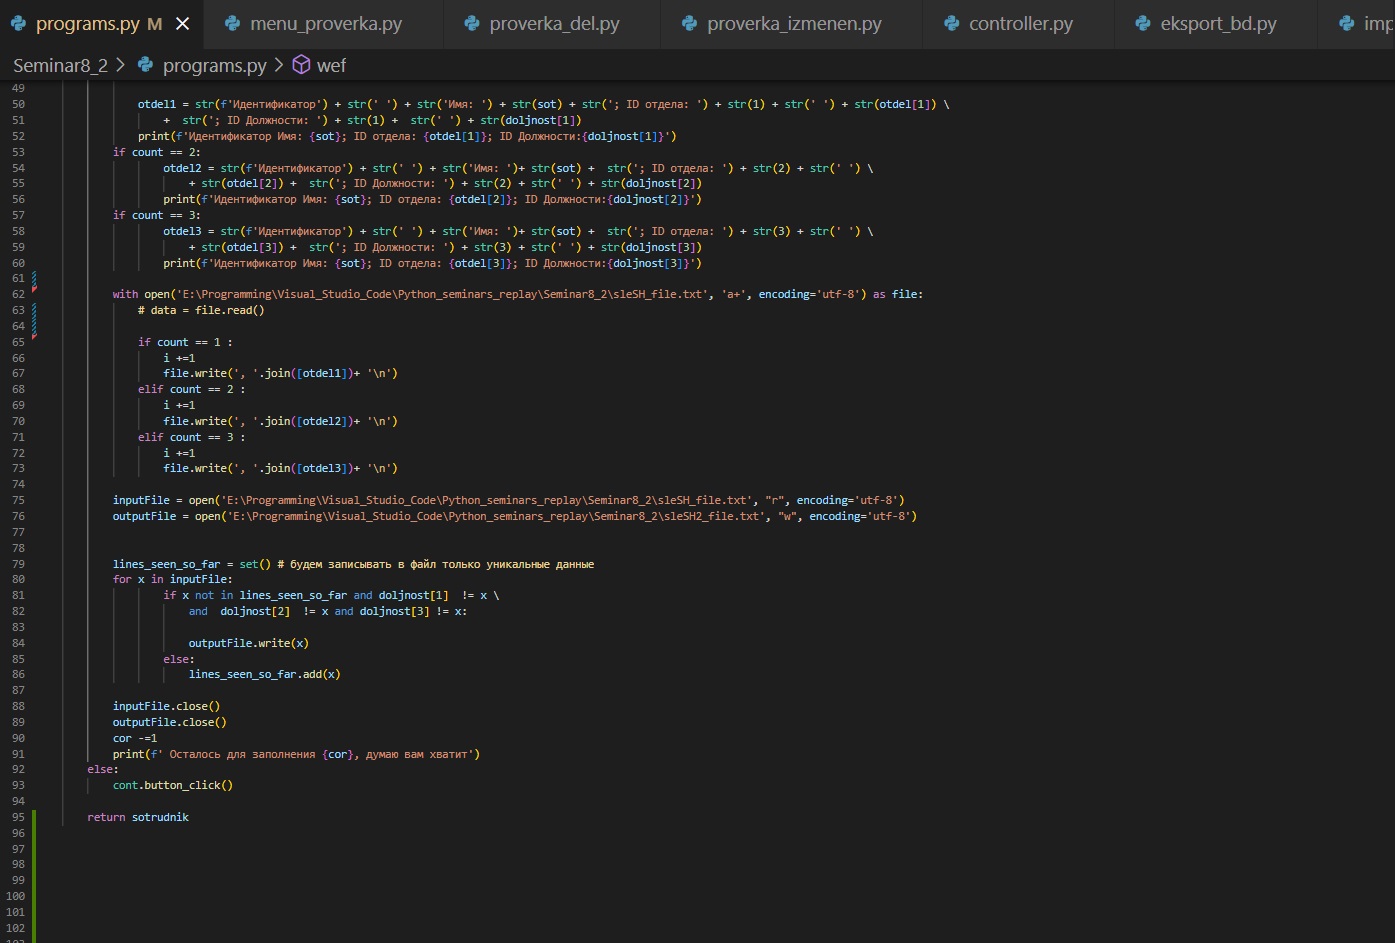 programs.py M
menu_proverka.py
proverka_del.py
proverka_izmenen.py
controller.py
eksport_bd.py
Seminar8_2 > programs.py > wef
49
50 otdel1 = str(f'Идентификатор') + str(' ') + str('Имя: ') + str(sot) + str('; ID отдела: ') + str(1) + str(' ') + str(otdel[1]) \
51 +  str('; ID Должности: ') + str(1) +  str(' ') + str(doljnost[1])
52 print(f'Идентификатор Имя: {sot}; ID отдела: {otdel[1]}; ID Должности:{doljnost[1]}')
53 if count == 2:
54 otdel2 = str(f'Идентификатор') + str(' ') + str('Имя: ')+ str(sot) +  str('; ID отдела: ') + str(2) + str(' ') \
55 + str(otdel[2]) +  str('; ID Должности: ') + str(2) + str(' ') + str(doljnost[2])
56 print(f'Идентификатор Имя: {sot}; ID отдела: {otdel[2]}; ID Должности:{doljnost[2]}')
57 if count == 3:
58 otdel3 = str(f'Идентификатор') + str(' ') + str('Имя: ')+ str(sot) +  str('; ID отдела: ') + str(3) + str(' ') \
59 + str(otdel[3]) +  str('; ID Должности: ') + str(3) + str(' ') + str(doljnost[3])
60 print(f'Идентификатор Имя: {sot}; ID отдела: {otdel[3]}; ID Должности:{doljnost[3]}')
61
62 with open('E:\Programming\Visual_Studio_Code\Python_seminars_replay\Seminar8_2\sleSH_file.txt', 'a+', encoding='utf-8') as file:
63 # data = file.read()
64
65 if count == 1 :
66 i +=1
67 file.write(', '.join([otdel1])+ '\n')
68 elif count == 2 :
69 i +=1
70 file.write(', '.join([otdel2])+ '\n')
71 elif count == 3 :
72 i +=1
73 file.write(', '.join([otdel3])+ '\n')
74
75 inputFile = open('E:\Programming\Visual_Studio_Code\Python_seminars_replay\Seminar8_2\sleSH_file.txt', "r", encoding='utf-8')
76 outputFile = open('E:\Programming\Visual_Studio_Code\Python_seminars_replay\Seminar8_2\sleSH2_file.txt', "w", encoding='utf-8')
77
78
79 lines_seen_so_far = set() # будем записывать в файл только уникальные данные
80 for x in inputFile:
81 if x not in lines_seen_so_far and doljnost[1]  != x \
82 and  doljnost[2]  != x and doljnost[3] != x:
83
84 outputFile.write(x)
85 else:
86 lines_seen_so_far.add(x)
87
88 inputFile.close()
89 outputFile.close()
90 cor -=1
91 print(f' Осталось для заполнения {cor}, думаю вам хватит')
92 else:
93 cont.button_click()
94
95 return sotrudnik
96
97
98
99
100
101
102